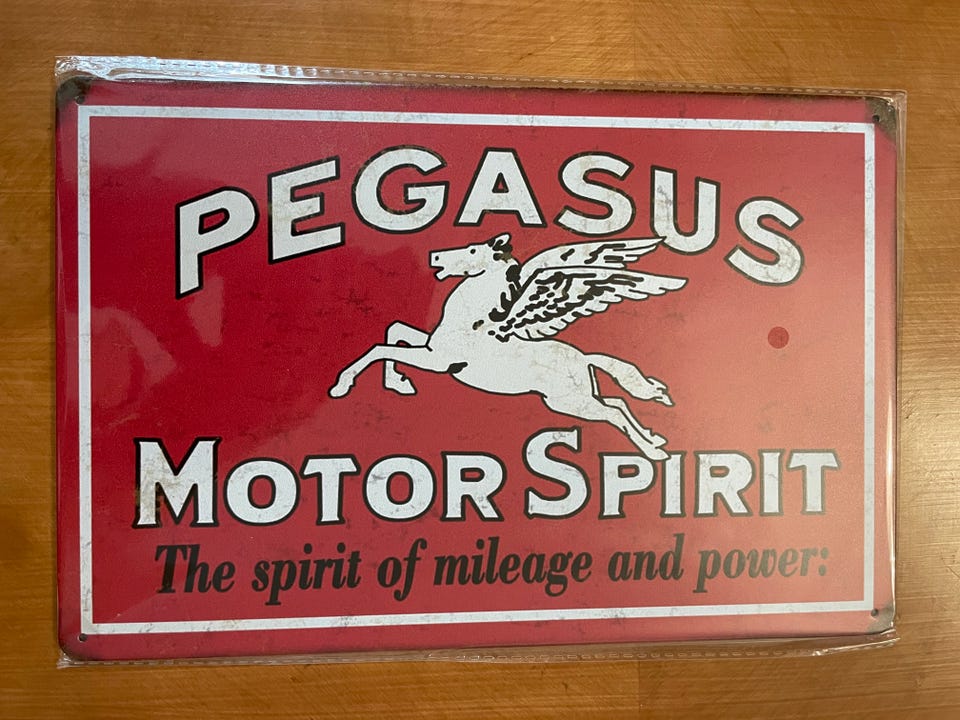 PEGASUS
MOTOR SPIRIT
The spirit of mileage and power: